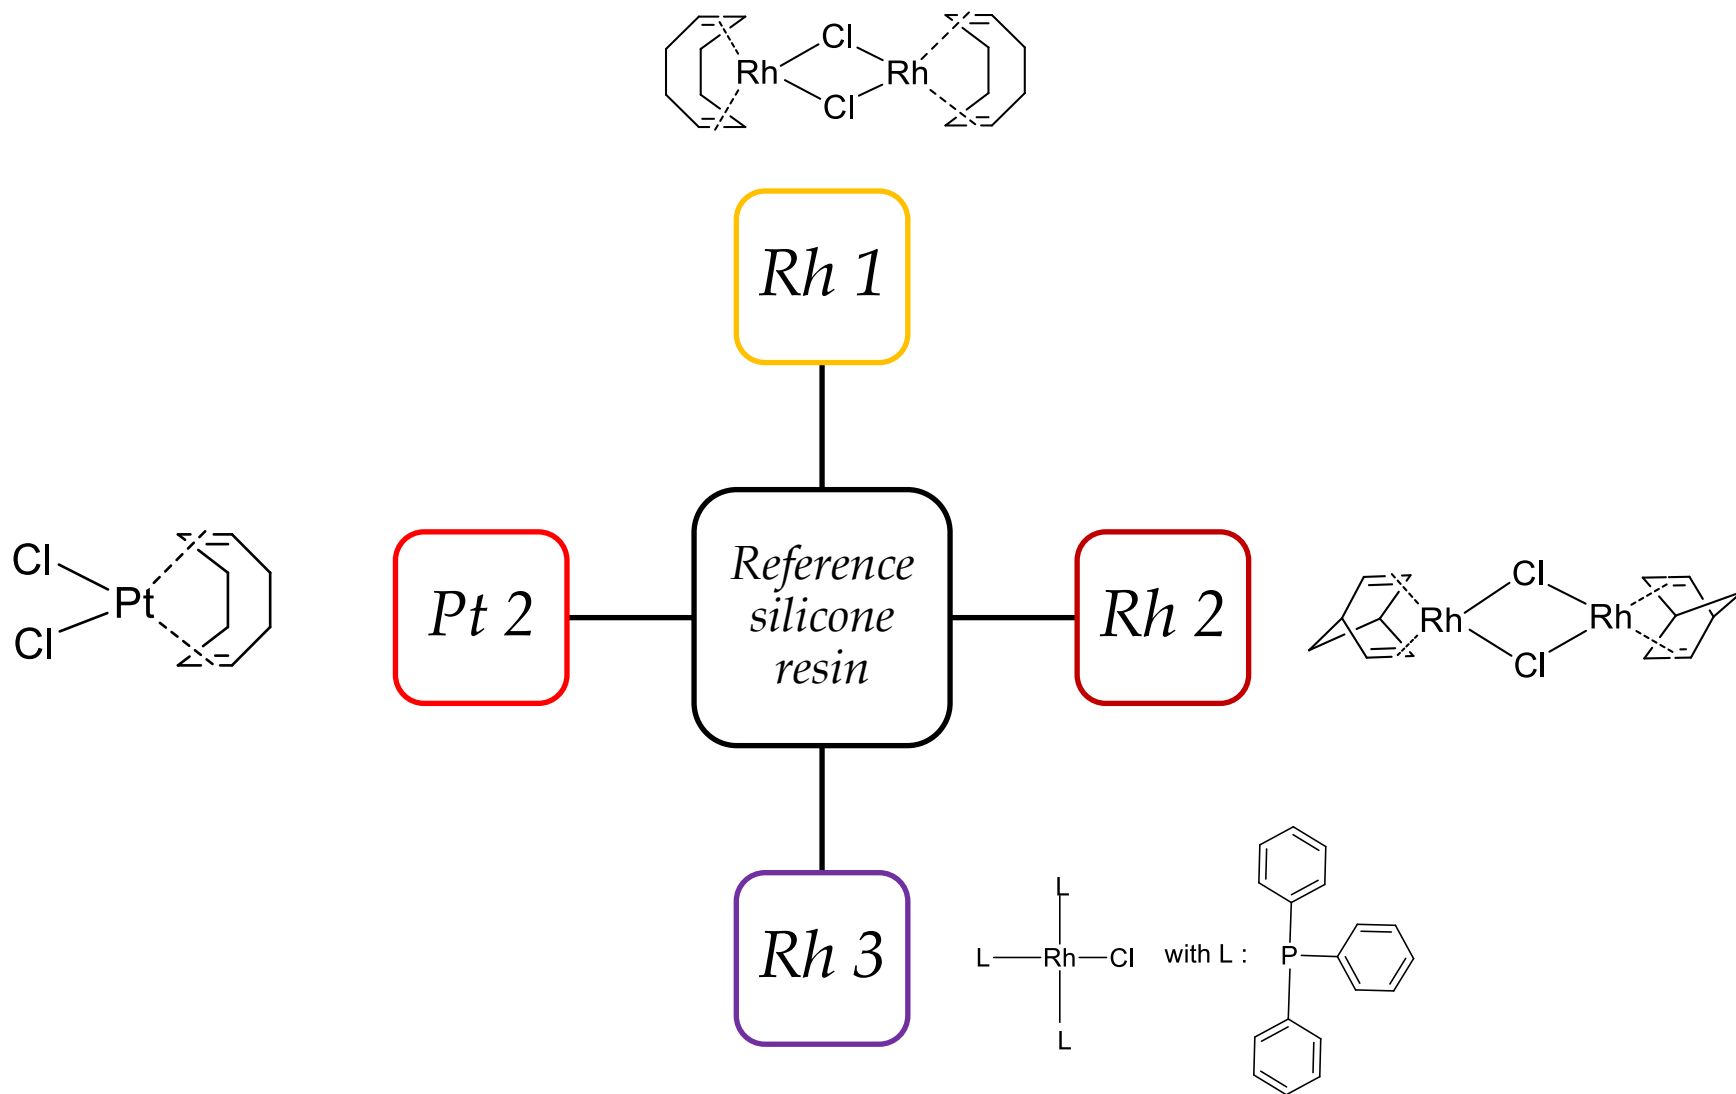 Cl
Rh Rh
Cl
Rh 1
Cl
Pt
Cl
Pt 2
Reference
silicone
resin
Rh 2
Cl
Rh Rh
Cl
Rh 3
L
L Rh Cl with L : P
L